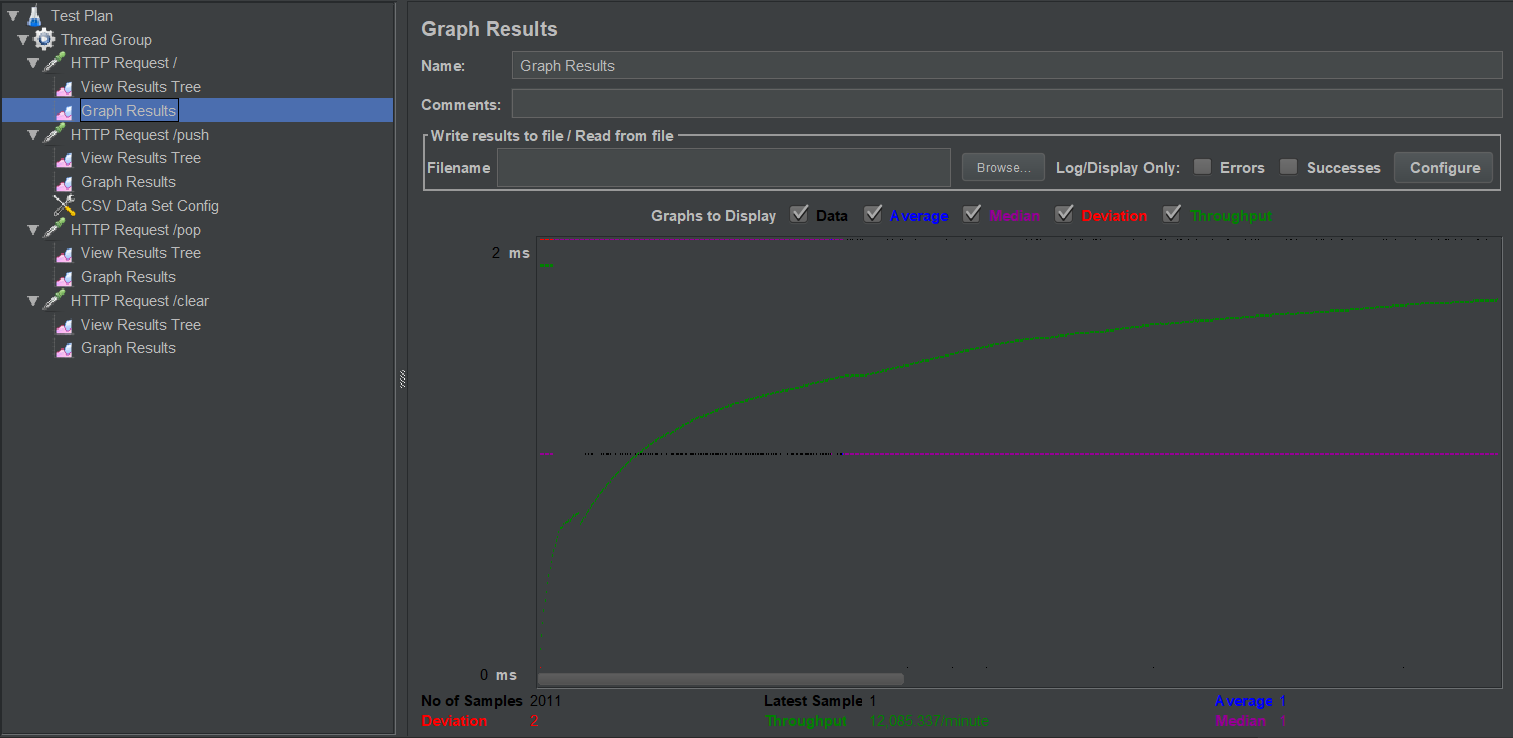 Test Plan
Thread Group
HTTP Request /
View Results Tree
Graph Results
HTTP Request /push
View Results Tree
Graph Results
CSV Data Set Config
HTTP Request /pop
View Results Tree
Graph Results
HTTP Request /clear
View Results Tree
Graph Results
Graph Results
Name: Graph Results
Comments:
Write results to file / Read from file
Filename Browse... Log/Display Only: Errors Successes Configure
Graphs to Display Data Average Median Deviation Throughput
2 ms
0 ms
No of Samples 2011 Latest Sample 1 Average 1
Deviation 2 Throughput 12,085.337/minute Median 1